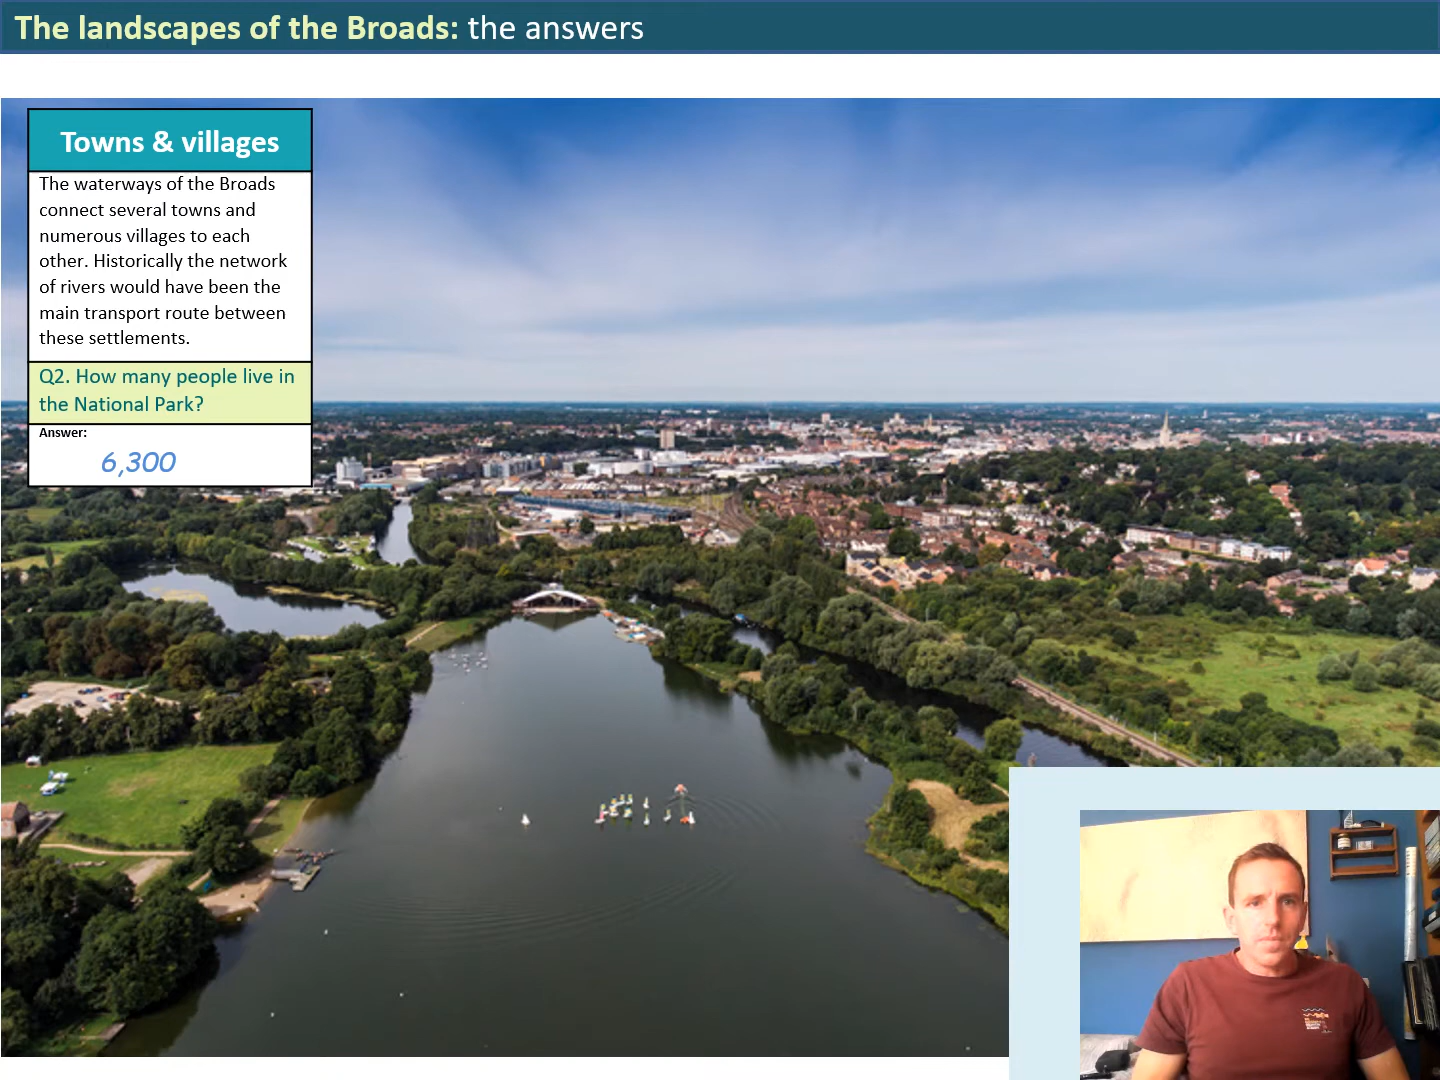 The landscapes of the Broads: the answers
Towns & villages
The waterways of the Broads
connect several towns and
numerous villages to each
other. Historically the network
of rivers would have been the
main transport route between
these settlements.
Q2. How many people live in
the National Park?
Answer:
6,300